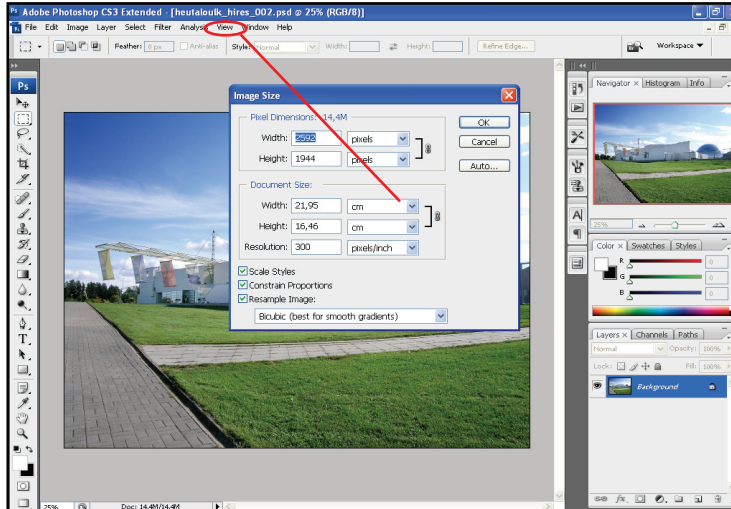 Adobe Photoshop CS3 Extended - [heutaloulk_hires_002.psd @ 25% (RGB/8)]
File Edit Image Layer Select Filter Analysis View Window Help
Feather: 0 px Anti-alias Style: Normal Width: Height: Refine Edge... Workspace
Ps
Navigator × Histogram Info
25%
Image Size
Pixel Dimensions: 14,4M
Width: 2592 pixels
Height: 1944 pixels
Document Size:
Width: 21,95 cm
Height: 16,46 cm
Resolution: 300 pixels/inch
Scale Styles
Constrain Proportions
Resample Image:
Bicubic (best for smooth gradients)
OK
Cancel
Auto...
Color × Swatches Styles
R 0
G 0
B 0
Layers × Channels Paths
Normal Opacity: 100%
Lock: Fill: 100%
Background
25% Doc: 14,4M/14,4M